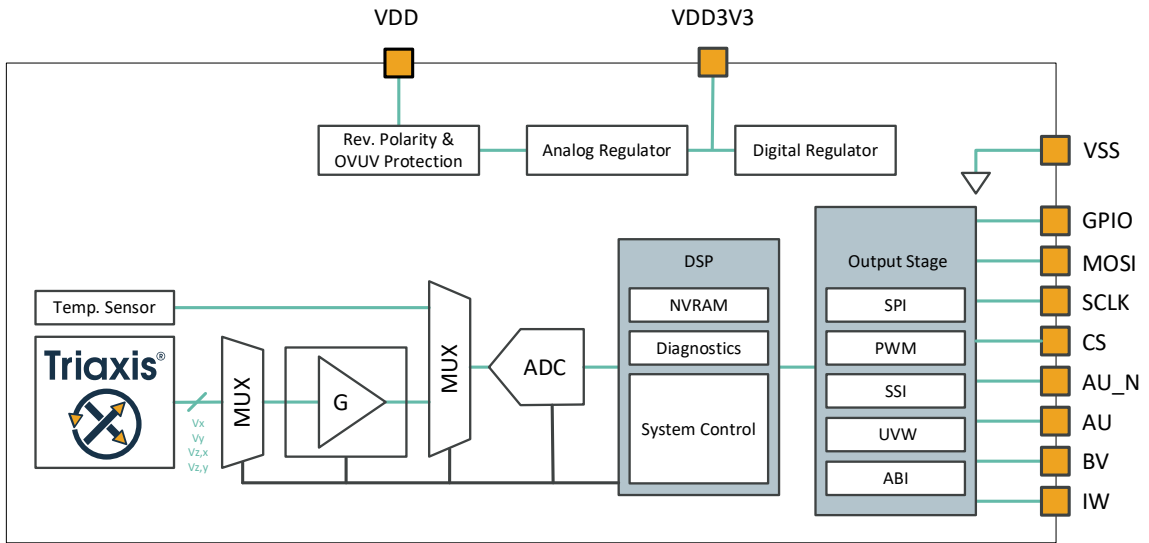 VDD
VDD3V3
Rev. Polarity &
OVUV Protection
Analog Regulator
Digital Regulator
VSS
GPIO
MOSI
SCLK
CS
AU_N
AU
BV
IW
Temp. Sensor
Triaxis®
Vx
Vy
Vz,x
Vz,y
MUX
G
MUX
ADC
DSP
NVRAM
Diagnostics
System Control
Output Stage
SPI
PWM
SSI
UVW
ABI